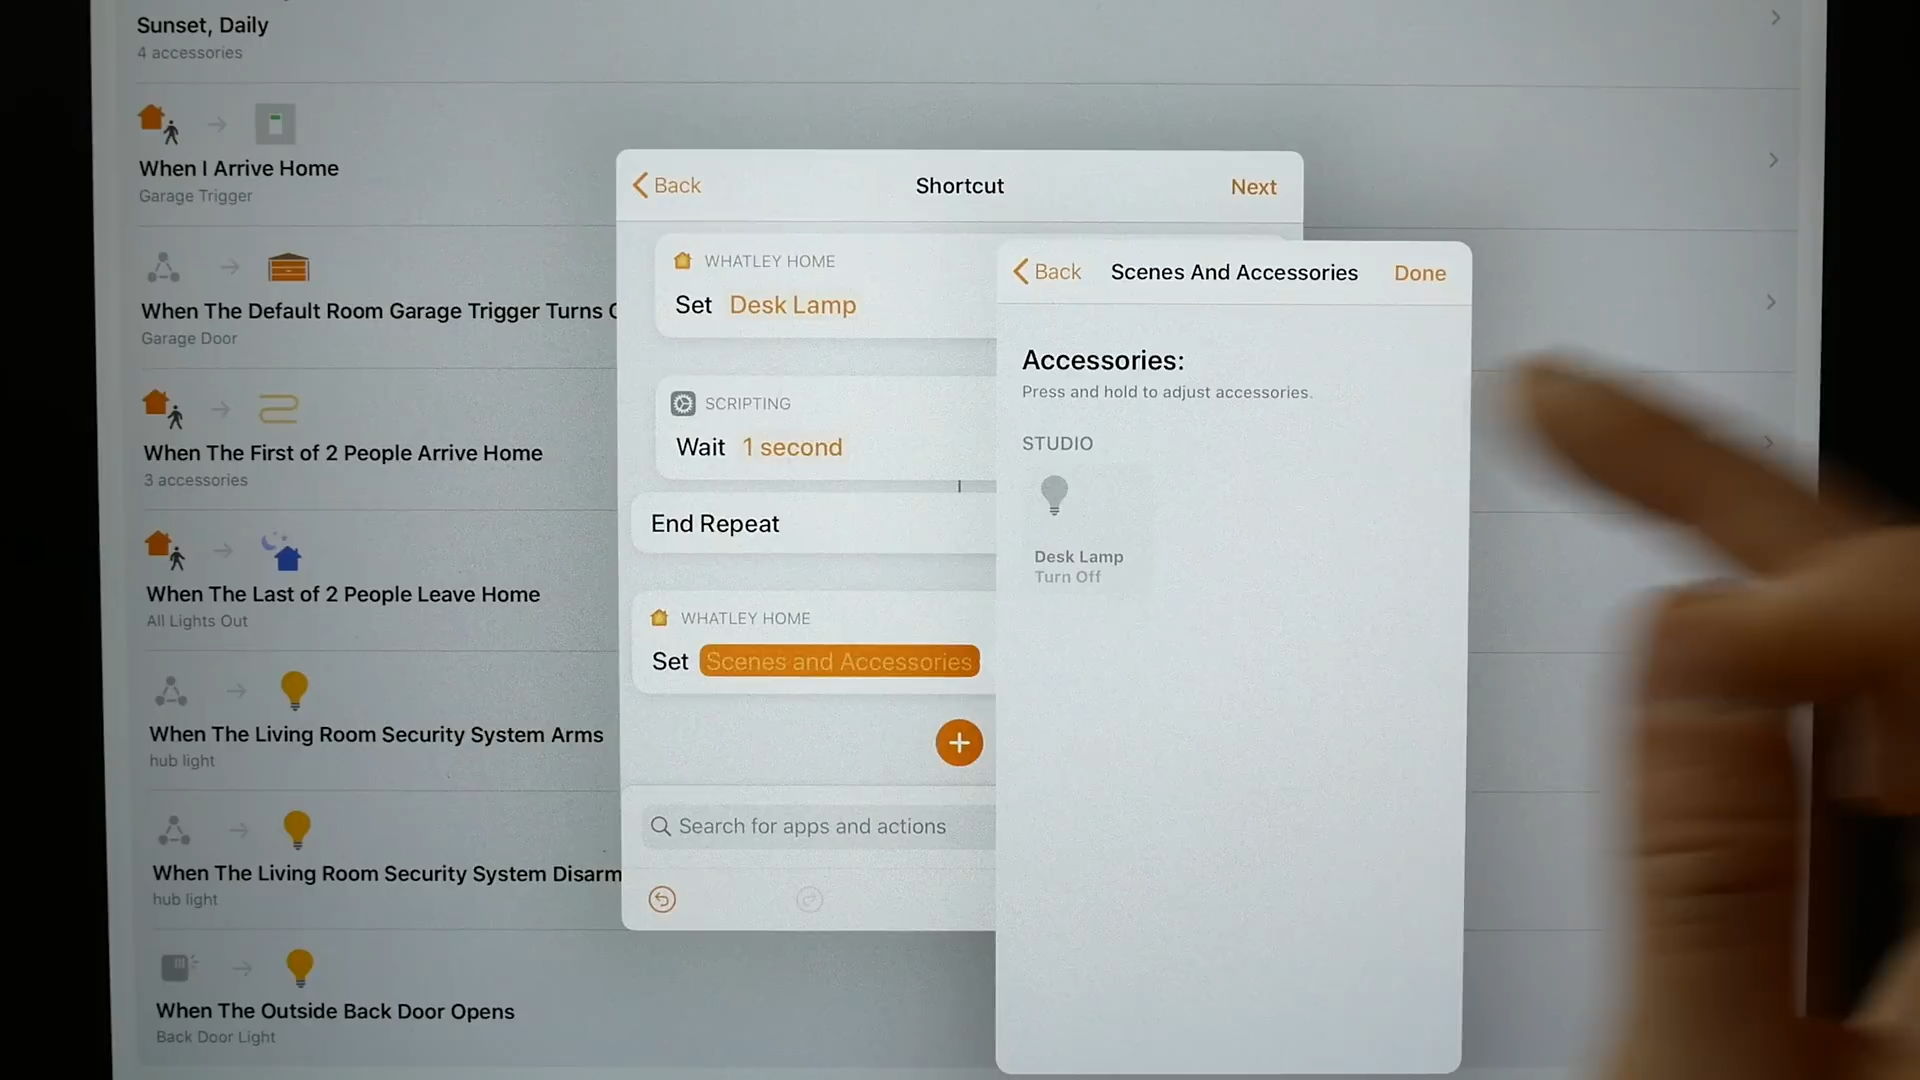 Sunset, Daily
4 accessories
When I Arrive Home
Garage Trigger
When The Default Room Garage Trigger Turns
Garage Door
When The First of 2 People Arrive Home
3 accessories
When The Last of 2 People Leave Home
All Lights Out
When The Living Room Security System Arms
hub light
When The Living Room Security System Disarm
hub light
When The Outside Back Door Opens
Back Door Light
Back
Shortcut
Next
WHATLEY HOME
Set Desk Lamp
SCRIPTING
Wait 1 second
End Repeat
WHATLEY HOME
Set Scenes and Accessories
Search for apps and actions
Back
Scenes And Accessories
Done
Accessories:
Press and hold to adjust accessories.
STUDIO
Desk Lamp
Turn Off